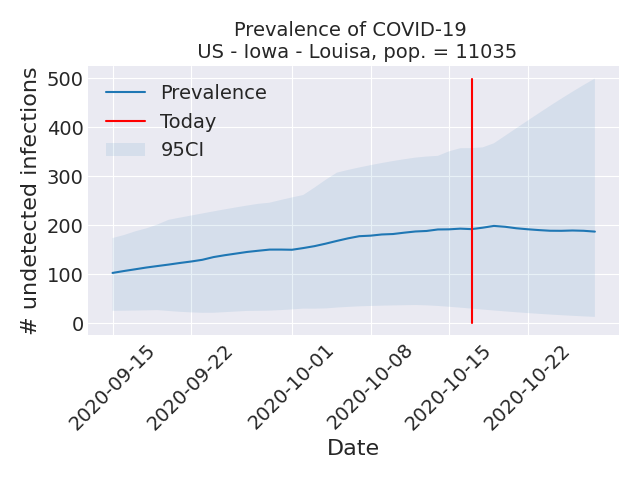 Prevalence of COVID-19
US - Iowa - Louisa, pop. = 11035
# undetected infections
500
400
300
200
100
0
Prevalence
Today
95CI
2020-09-15
2020-09-22
2020-10-01
2020-10-08
2020-10-15
2020-10-22
Date